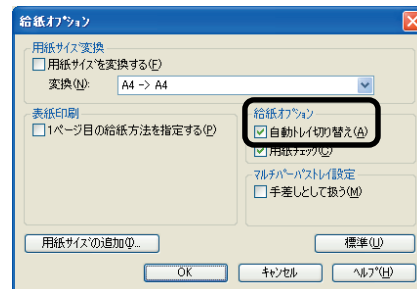 給紙ｵﾌﾟｼｮﾝ
用紙ｻｲｽﾞ変換
用紙ｻｲｽﾞを変換する(F)
変換(N):
A4 -> A4
表紙印刷
1ﾍﾟｰｼﾞ目の給紙方法を指定する(P)
給紙ｵﾌﾟｼｮﾝ
自動ﾄﾚｲ切り替え(A)
用紙ﾁｪｯｸ(C)
ﾏﾙﾁﾊﾟｰﾊﾟｽﾄﾚｲ設定
手差しとして扱う(M)
用紙ｻｲｽﾞの追加(Q)...
標準(U)
OK
ｷｬﾝｾﾙ
ﾍﾙﾌﾟ(H)